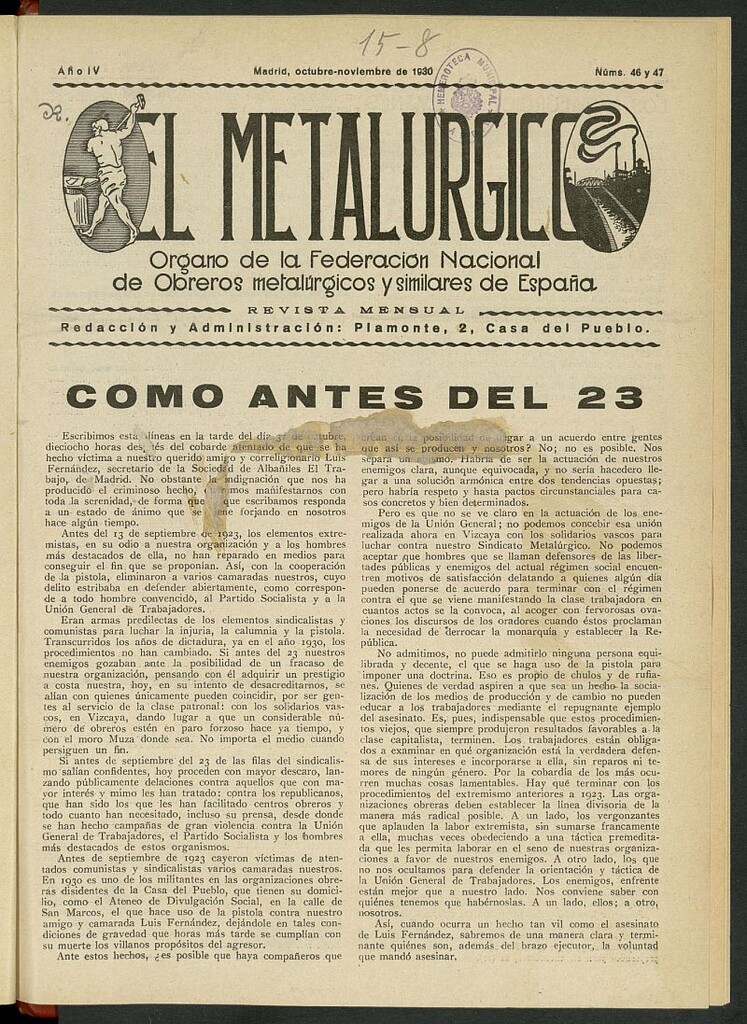 15-8
Año IV
Madrid, octubre-noviembre de 1930
Núms. 46 y 47
HEMEROTECA MUNICIPAL
EL METALURGICO
Organo de la Federación Nacional
de Obreros metalúrgicos y similares de España
REVISTA MENSUAL
Redacción y Administración: Piamonte, 2, Casa del Pueblo.
COMO ANTES DEL 23
Escribimos estas líneas en la tarde del día 31 de octubre,
dieciocho horas después del cobarde atentado de que se ha
hecho víctima a nuestro querido amigo y correligionario Luis
Fernández, secretario de la Sociedad de Albañiles El Tra-
bajo, de Madrid. No obstante la indignación que nos ha
producido el criminoso hecho, mos manifestarnos con
toda la serenidad, de forma que que escribamos responda
a un estado de ánimo que se ne forjando en nosotros
hace algún tiempo.
Antes del 13 de septiembre de 1923, los elementos extre-
mistas, en su odio a nuestra organización y a los hombres
más destacados de ella, no han reparado en medios para
conseguir el fin que se proponían. Así, con la cooperación
de la pistola, eliminaron a varios camaradas nuestros, cuyo
delito estribaba en defender abiertamente, como correspon-
de a todo hombre convencido, al Partido Socialista y a la
Unión General de Trabajadores.
Eran armas predilectas de los elementos sindicalistas y
comunistas para luchar la injuria, la calumnia y la pistola.
Transcurridos los años de dictadura, ya en el año 1930, los
procedimientos no han cambiado. Si antes del 23 nuestros
enemigos gozaban ante la posibilidad de un fracaso de
nuestra organización, pensando con él adquirir un prestigio
a costa nuestra, hoy, en su intento de desacreditarnos, se
alían con quienes únicamente pueden coincidir, por ser gen-
tes al servicio de la clase patronal: con los solidarios vas-
cos, en Vizcaya, dando lugar a que un considerable nú-
mero de obreros estén en paro forzoso hace ya tiempo, y
con el moro Muza donde sea. No importa el medio cuando
persiguen un fin.
Si antes de septiembre del 23 de las filas del sindicalis-
mo salían confidentes, hoy proceden con mayor descaro, lan-
zando públicamente delaciones contra aquellos que con ma-
yor interés y mimo les han tratado: contra los republicanos,
que han sido los que les han facilitado centros obreros y
todo cuanto han necesitado, incluso su prensa, desde donde
se han hecho campañas de gran violencia contra la Unión
General de Trabajadores, el Partido Socialista y los hombres
más destacados de estos organismos.
Antes de septiembre de 1923 cayeron víctimas de aten-
tados comunistas y sindicalistas varios camaradas nuestros.
En 1930 es uno de los militantes en las organizaciones obre-
ras disidentes de la Casa del Pueblo, que tienen su domici-
lio, como el Ateneo de Divulgación Social, en la calle de
San Marcos, el que hace uso de la pistola contra nuestro
amigo y camarada Luis Fernández, dejándole en tales con-
diciones de gravedad que horas más tarde se cumplían con
su muerte los villanos propósitos del agresor.
Ante estos hechos, ¿es posible que haya compañeros que
crean en la posibilidad de llegar a un acuerdo entre gentes
que así se producen y nosotros? No; no es posible. Nos
separa un abismo. Habría de ser la actuación de nuestros
enemigos clara, aunque equivocada, y no sería hacedero lle-
gar a una solución armónica entre dos tendencias opuestas;
pero habría respeto y hasta pactos circunstanciales para ca-
sos concretos y bien determinados.
Pero es que no se ve claro en la actuación de los ene-
migos de la Unión General; no podemos concebir esa unión
realizada ahora en Vizcaya con los solidarios vascos para
luchar contra nuestro Sindicato Metalúrgico. No podemos
aceptar que hombres que se llaman defensores de las liber-
tades públicas y enemigos del actual régimen social encuen-
tren motivos de satisfacción delatando a quienes algún día
pueden ponerse de acuerdo para terminar con el régimen
contra el que se viene manifestando la clase trabajadora en
cuantos actos se la convoca, al acoger con fervorosas ova-
ciones los discursos de los oradores cuando éstos proclaman
la necesidad de derrocar la monarquía y establecer la Re-
pública.
No admitimos, no puede admitirlo ninguna persona equi-
librada y decente, el que se haga uso de la pistola para
imponer una doctrina. Eso es propio de chulos y de rufia-
nes. Quienes de verdad aspiren a que sea un hecho la socia-
lización de los medios de producción y de cambio no pueden
educar a los trabajadores mediante el repugnante ejemplo
del asesinato. Es, pues, indispensable que estos procedimien-
tos viejos, que siempre produjeron resultados favorables a la
clase capitalista, terminen. Los trabajadores están obliga-
dos a examinar en qué organización está la verdadera defen-
sa de sus intereses e incorporarse a ella, sin reparos ni te-
mores de ningún género. Por la cobardía de los más ocu-
rren muchas cosas lamentables. Hay que terminar con los
procedimientos del extremismo anteriores a 1923. Las or-
ganizaciones obreras deben establecer la línea divisoria de la
manera más radical posible. A un lado, los vergonzantes
que aplauden la labor extremista, sin sumarse francamente
a ella, muchas veces obedeciendo a una táctica premedita-
da que les permita laborar en el seno de nuestras organiza-
ciones a favor de nuestros enemigos. A otro lado, los que
no nos ocultamos para defender la orientación y táctica de
la Unión General de Trabajadores. Los enemigos, enfrente
están mejor que a nuestro lado. Nos conviene saber con
quiénes tenemos que habérnoslas. A un lado, ellos; a otro,
nosotros.
Así, cuando ocurra un hecho tan vil como el asesinato
de Luis Fernández, sabremos de una manera clara y termi-
nante quiénes son, además del brazo ejecutor, la voluntad
que mandó asesinar.